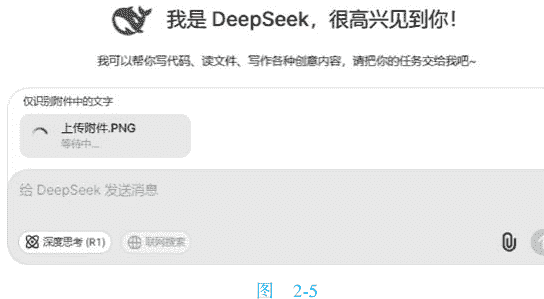 我是 DeepSeek，很高兴见到你！
我可以帮你写代码、读文件、写作各种创意内容，请把你的任务交给我吧~
仅识别附件中的文字
上传附件.PNG
等待中...
给 DeepSeek 发送消息
深度思考 (R1) 联网搜索
图 2-5